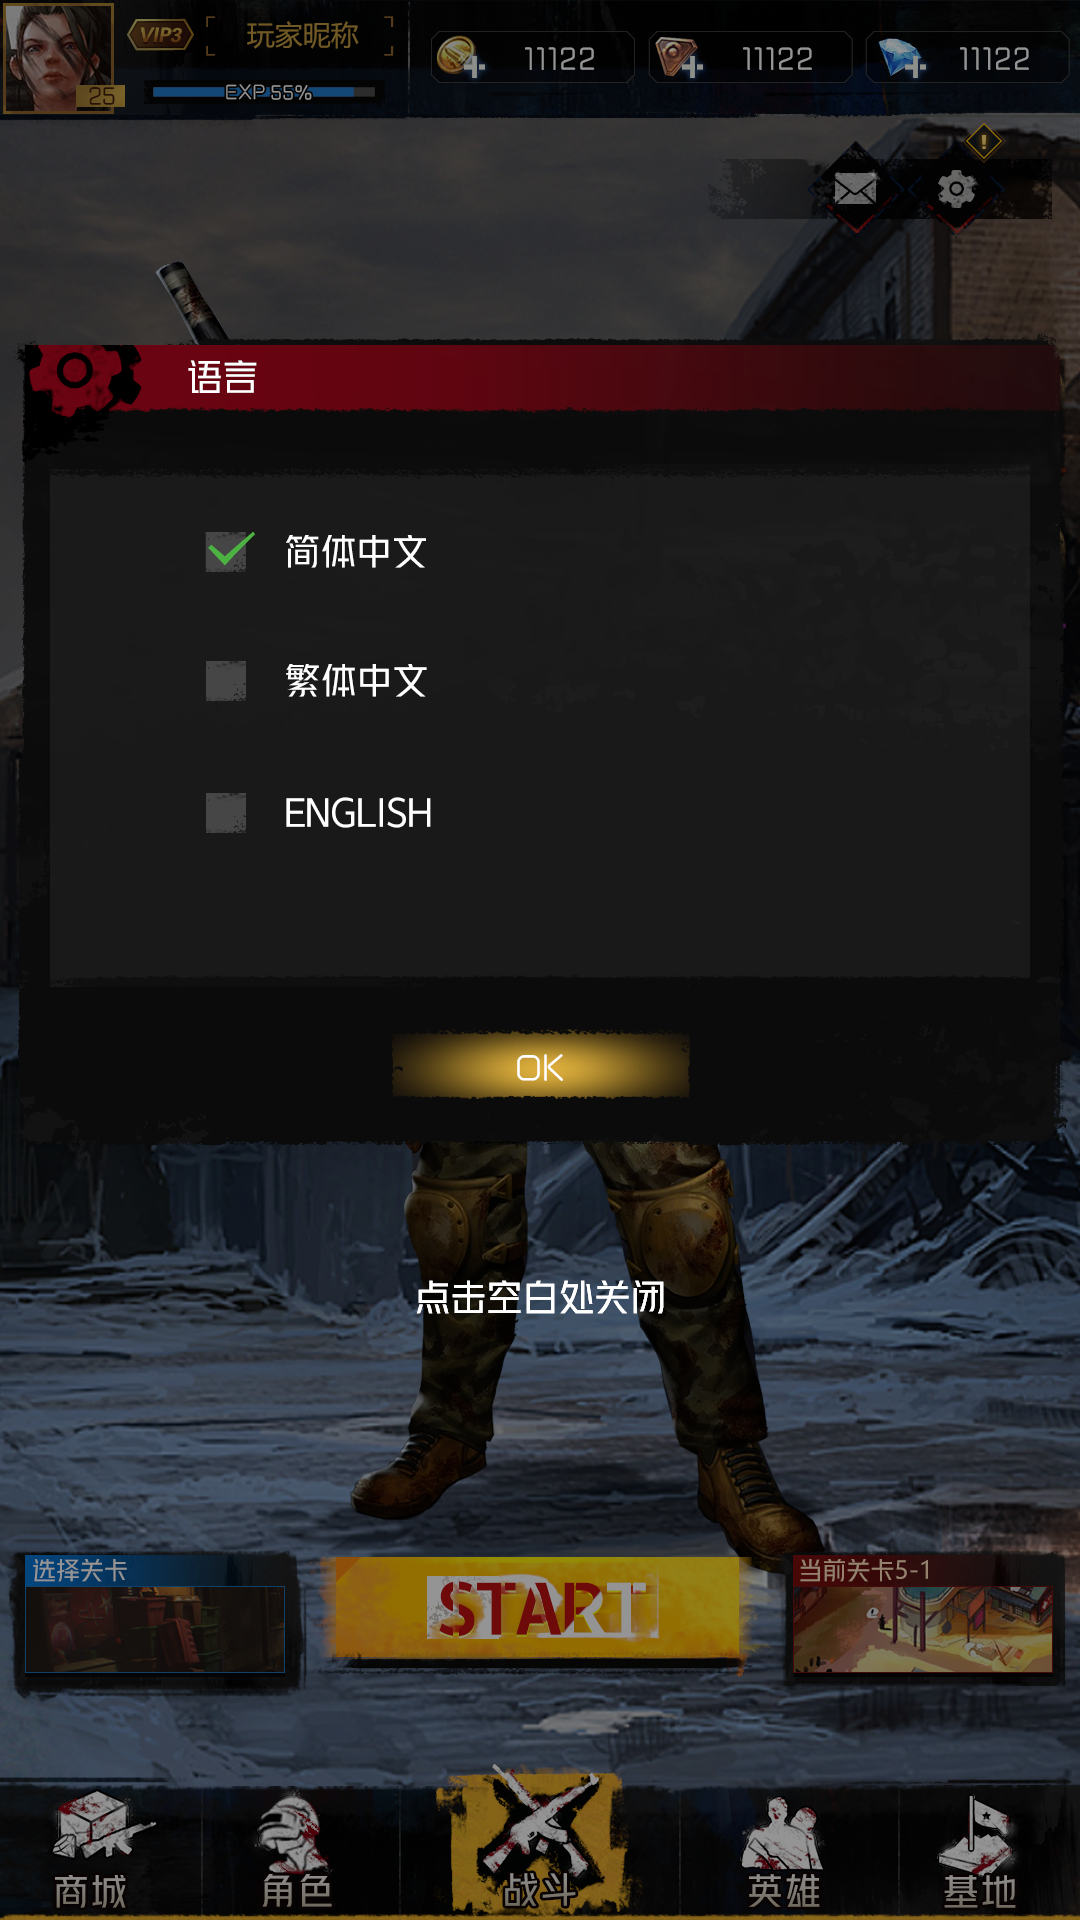 VIP3
玩家昵称
25
EXP 55%
11122
11122
11122
语言
简体中文
繁体中文
ENGLISH
OK
点击空白处关闭
选择关卡
START
当前关卡5-1
商城
角色
战斗
英雄
基地